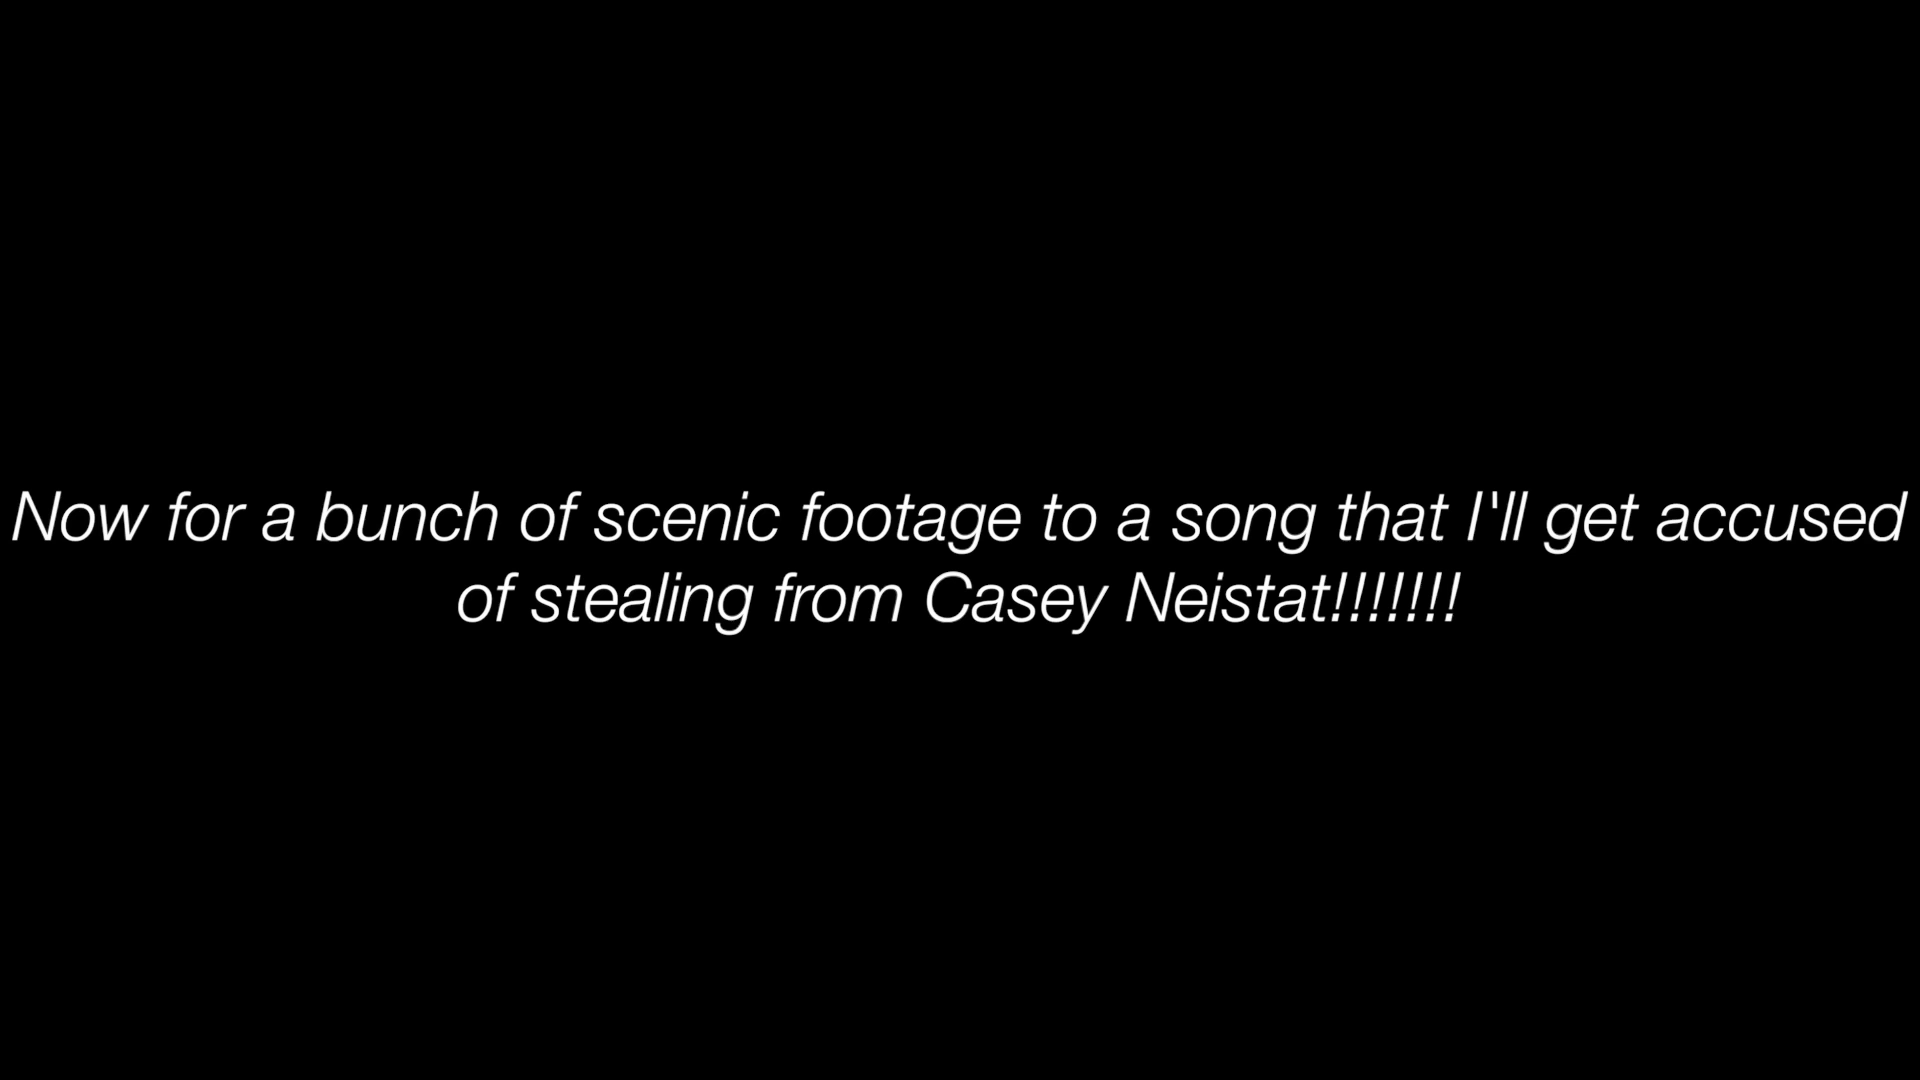 Now for a bunch of scenic footage to a song that I'll get accused
of stealing from Casey Neistat!!!!!!!